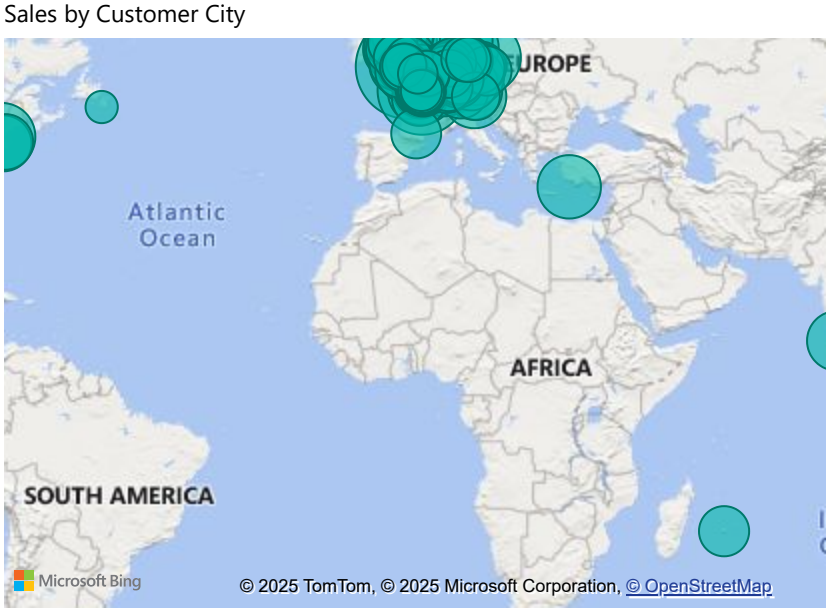 Sales by Customer City
EUROPE
Atlantic
Ocean
AFRICA
SOUTH AMERICA
Microsoft Bing
© 2025 TomTom, © 2025 Microsoft Corporation, © OpenStreetMap